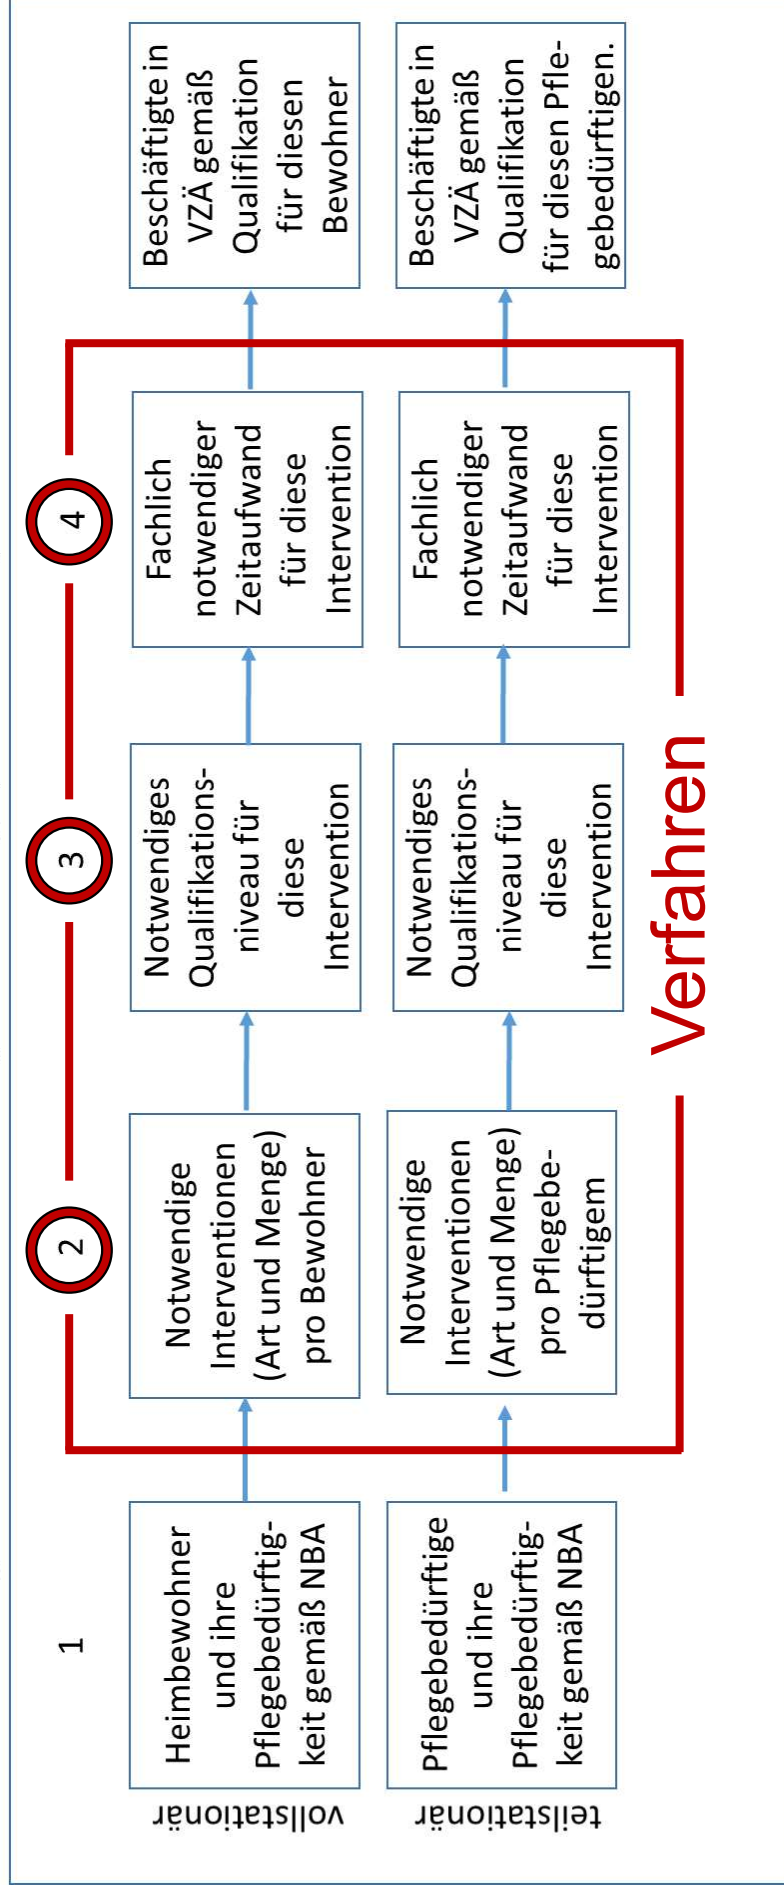 1
2
3
4
vollstationär
Heimbewohner
und ihre
Pflegebedürftig-
keit gemäß NBA
Notwendige
Interventionen
(Art und Menge)
pro Bewohner
Notwendiges
Qualifikations-
niveau für
diese
Intervention
Fachlich
notwendiger
Zeitaufwand
für diese
Intervention
Beschäftigte in
VZÄ gemäß
Qualifikation
für diesen
Bewohner
teilstationär
Pflegebedürftige
und ihre
Pflegebedürftig-
keit gemäß NBA
Notwendige
Interventionen
(Art und Menge)
pro Pflegebe-
dürftigem
Notwendiges
Qualifikations-
niveau für
diese
Intervention
Fachlich
notwendiger
Zeitaufwand
für diese
Intervention
Beschäftigte in
VZÄ gemäß
Qualifikation
für diesen Pfle-
gebedürftigen.
Verfahren